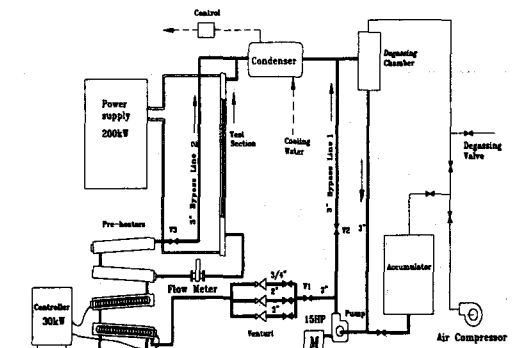 Control
Condenser
Degassing
Chamber
Power
supply
200kW
Test
Section
Cooling
Water
3" Bypass Line 2
3" Bypass Line 1
Degassing
Valve
Pre-heaters
V3
V2
3"
Accumulator
Flow Meter
3/4"
2"
2"
V1
2"
Venturi
Controller
30kW
15HP
Pump
M
Air Compressor